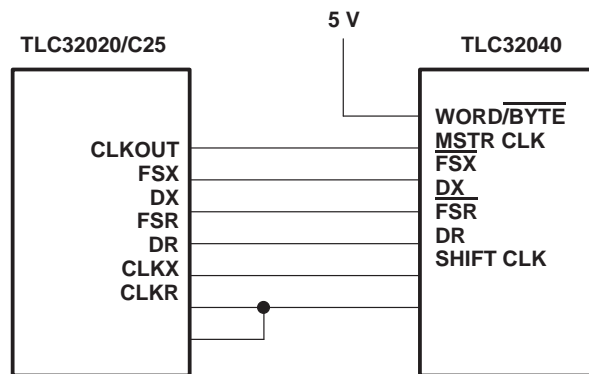 5 V
TLC32020/C25
TLC32040
CLKOUT
FSX
DX
FSR
DR
CLKX
CLKR
WORD/BYTE
MSTR CLK
FSX
DX
FSR
DR
SHIFT CLK